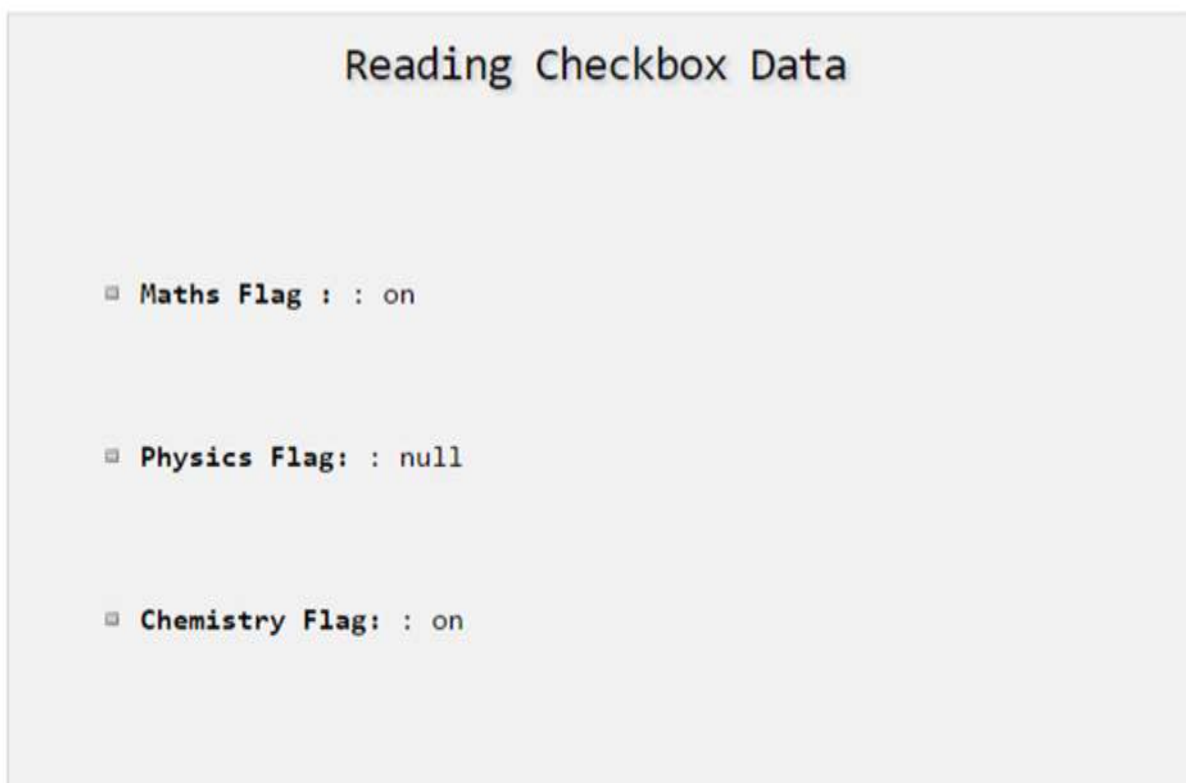 Reading Checkbox Data
Maths Flag : : on
Physics Flag: : null
Chemistry Flag: : on